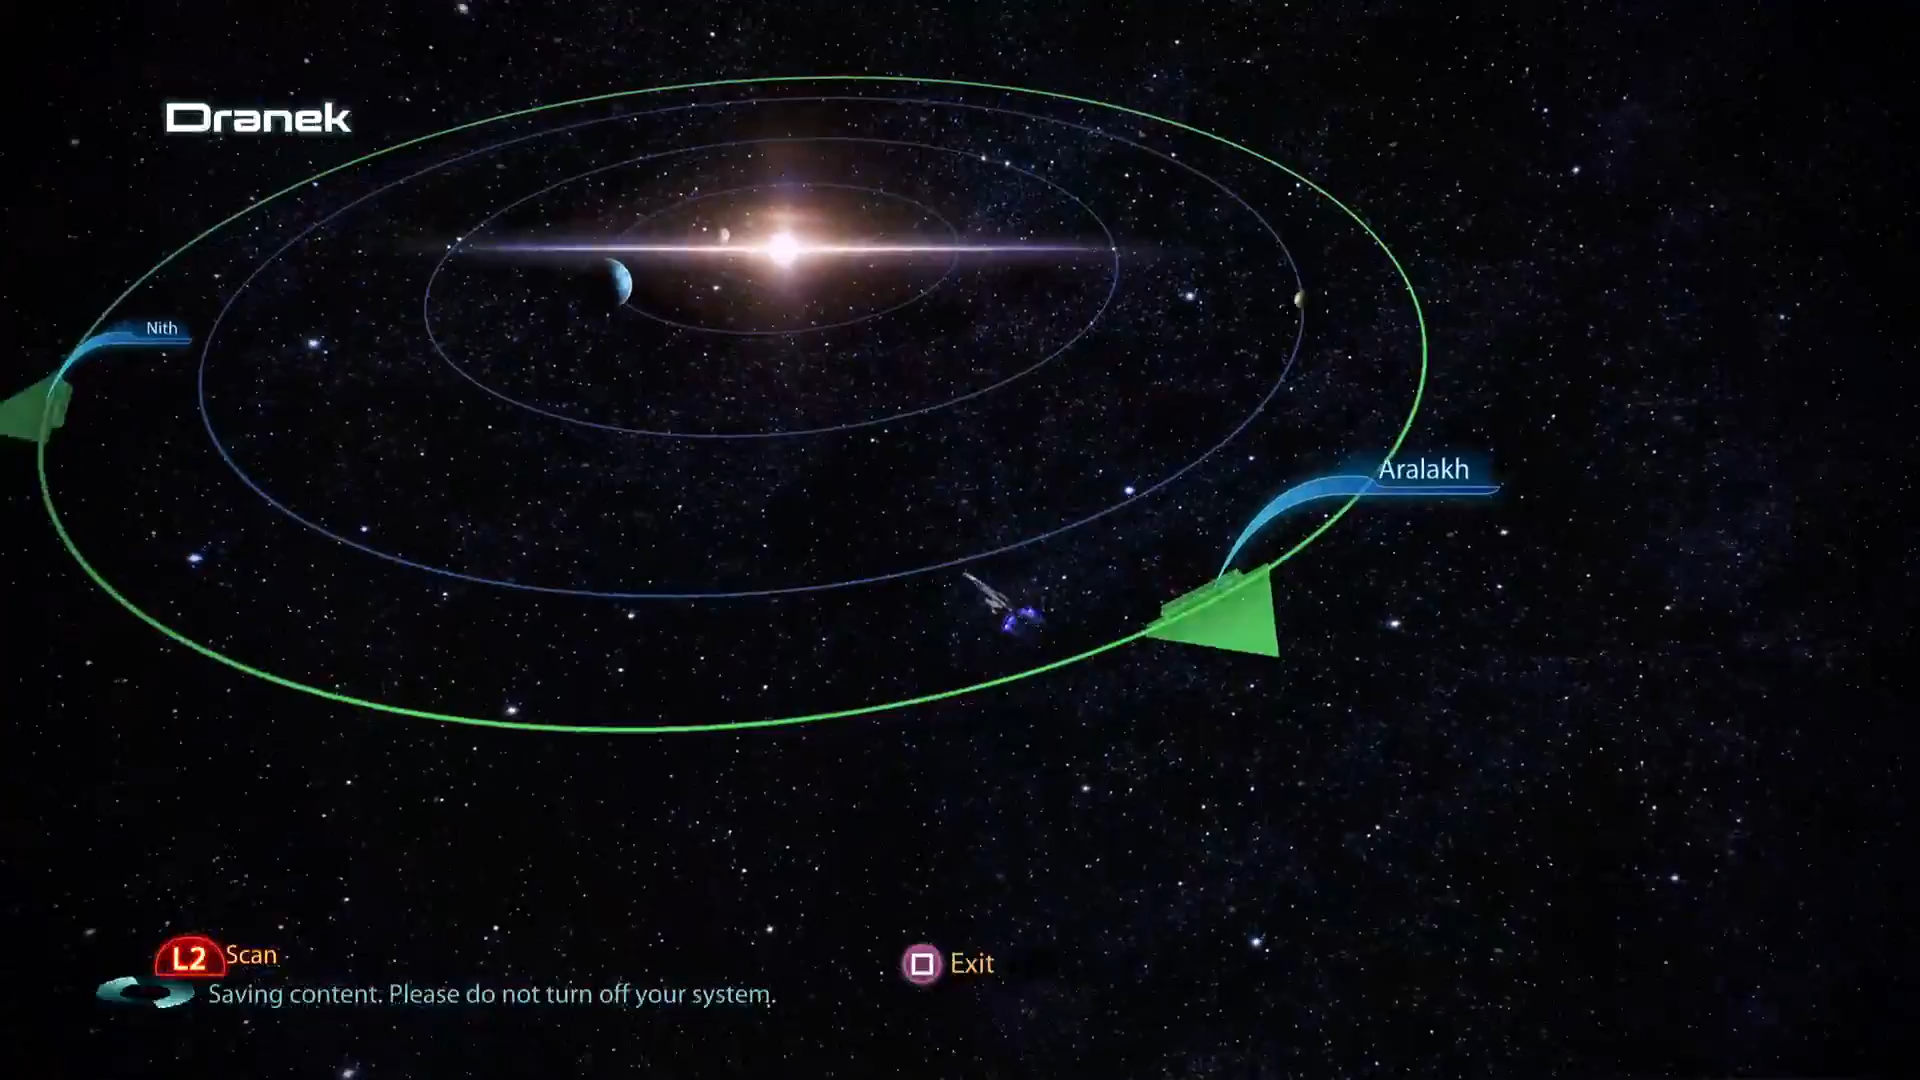 Dranek
Nith
Aralakh
L2 Scan
Exit
Saving content. Please do not turn off your system.